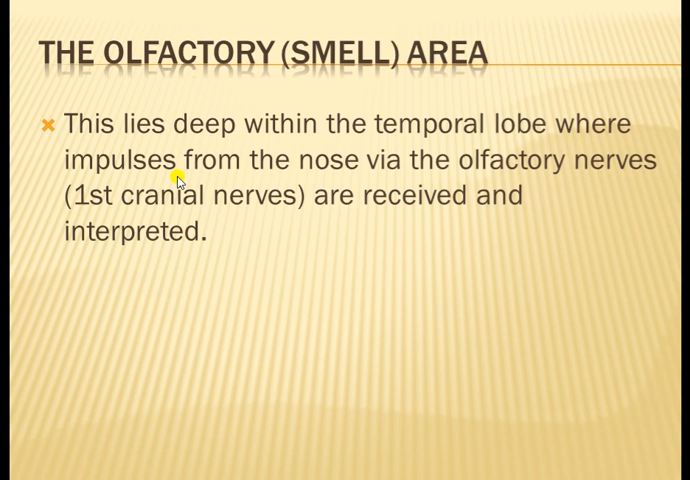 THE OLFACTORY (SMELL) AREA
This lies deep within the temporal lobe where
impulses from the nose via the olfactory nerves
(1st cranial nerves) are received and
interpreted.